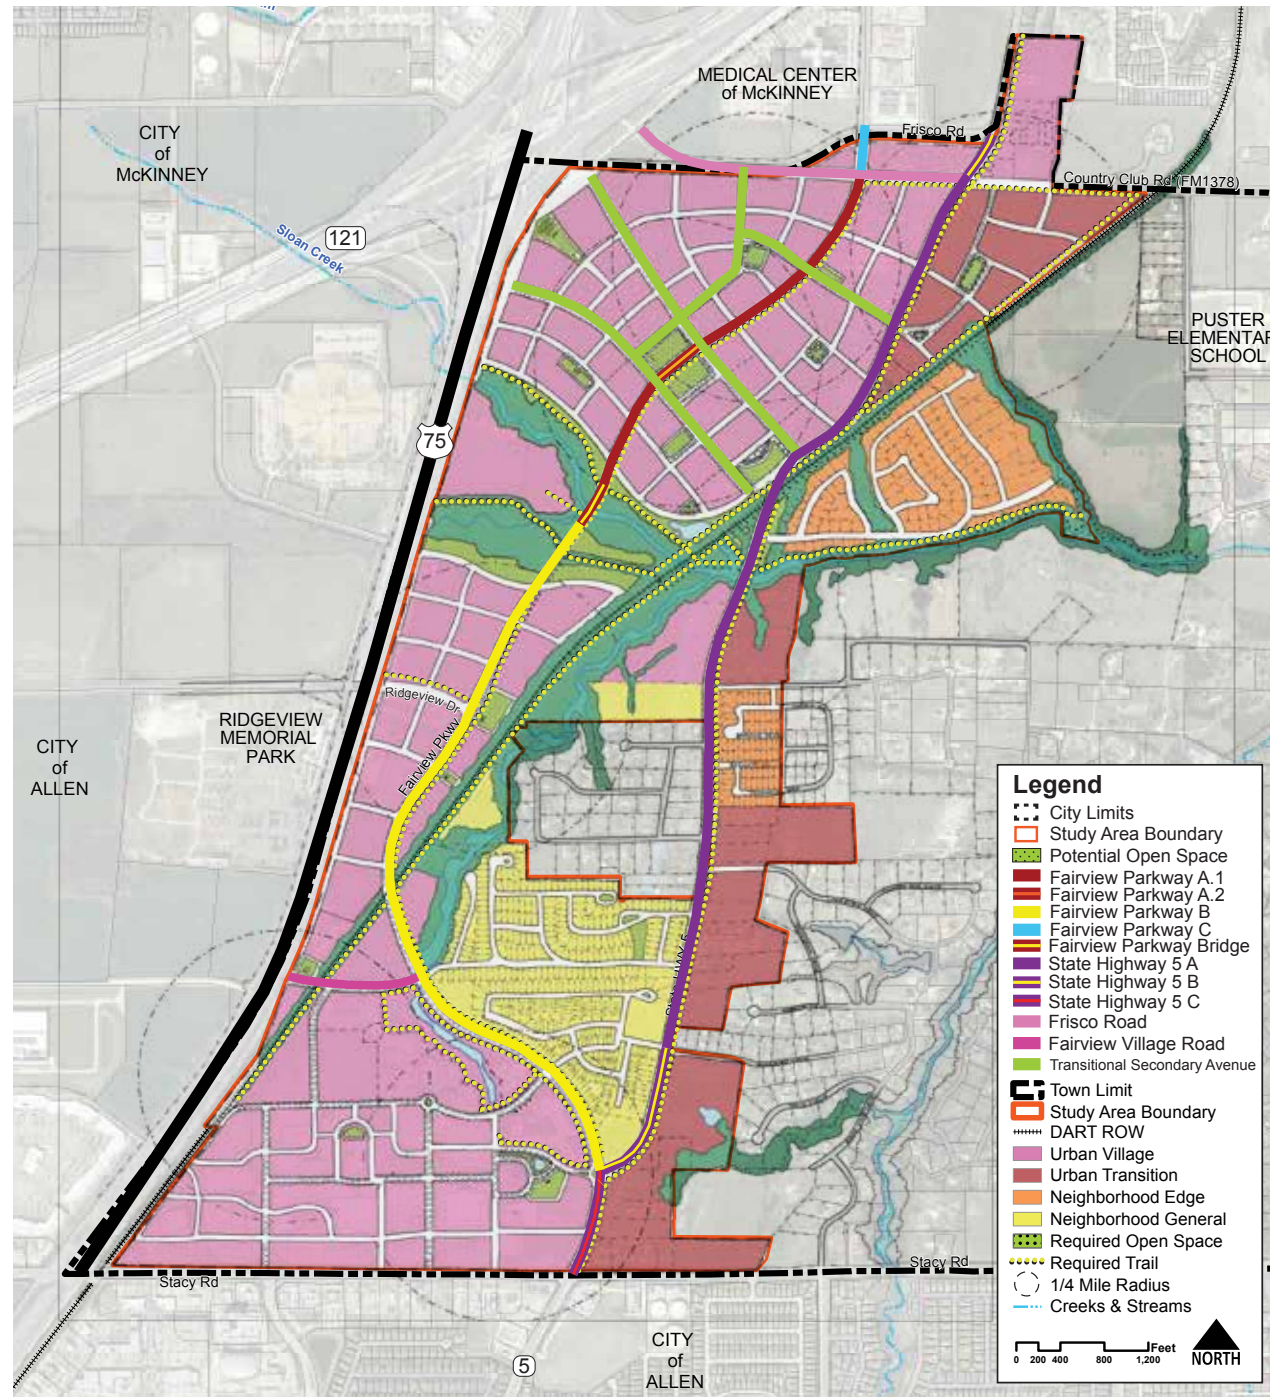 MEDICAL CENTER
of McKINNEY
CITY
of
McKINNEY
Frisco Rd
Country Club Rd (FM1378)
121
Sloan Creek
PUSTER
ELEMENTAR
SCHOOL
75
Ridgeview Dr
RIDGEVIEW
MEMORIAL
PARK
Fairview Pkwy
CITY
of
ALLEN
Legend
City Limits
Study Area Boundary
Potential Open Space
Fairview Parkway A.1
Fairview Parkway A.2
Fairview Parkway B
Fairview Parkway C
Fairview Parkway Bridge
State Highway 5 A
State Highway 5 B
State Highway 5 C
Frisco Road
Fairview Village Road
Transitional Secondary Avenue
Town Limit
Study Area Boundary
DART ROW
Urban Village
Urban Transition
Neighborhood Edge
Neighborhood General
Required Open Space
Required Trail
1/4 Mile Radius
Creeks & Streams
Feet
0 200 400 800 1,200
NORTH
Stacy Rd
Stacy Rd
5
CITY
of
ALLEN